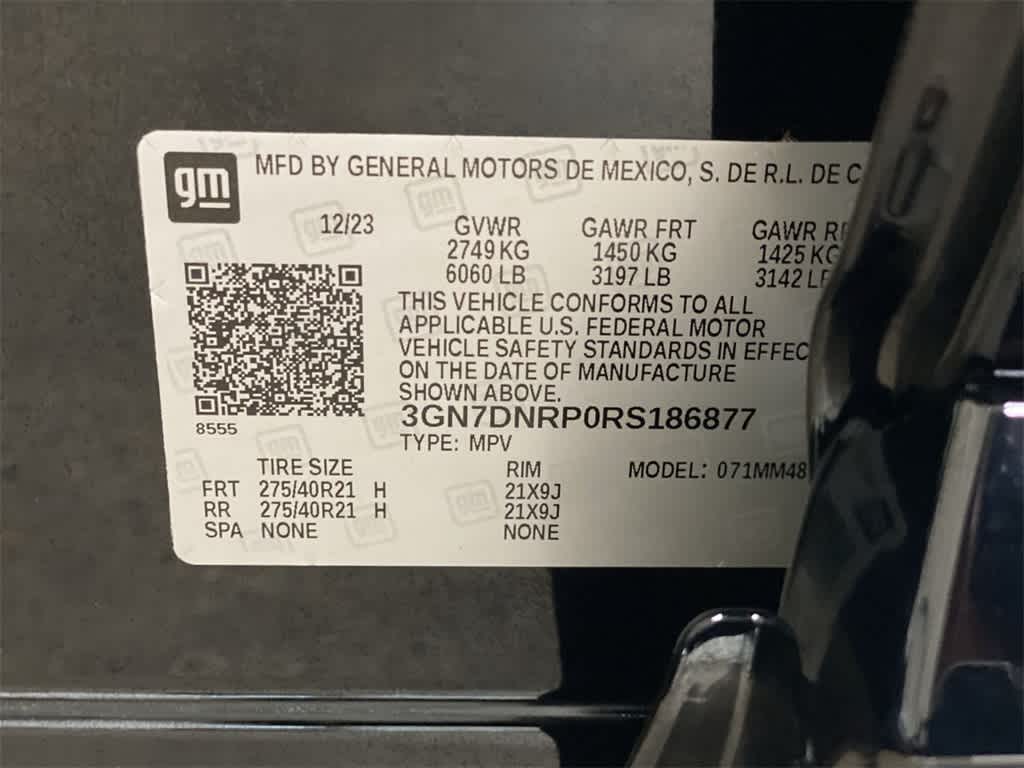 gm MFD BY GENERAL MOTORS DE MEXICO, S. DE R.L. DE C
12/23 GVWR GAWR FRT GAWR
2749 KG 1450 KG 1425 KG
6060 LB 3197 LB 3142 LB
THIS VEHICLE CONFORMS TO ALL
APPLICABLE U.S. FEDERAL MOTOR
VEHICLE SAFETY STANDARDS IN EFFEC
ON THE DATE OF MANUFACTURE
SHOWN ABOVE.
3GN7DNRP0RS186877
8555
TYPE: MPV
TIRE SIZE RIM MODEL: 071MM48
FRT 275/40R21 H 21X9J
RR 275/40R21 H 21X9J
SPA NONE NONE